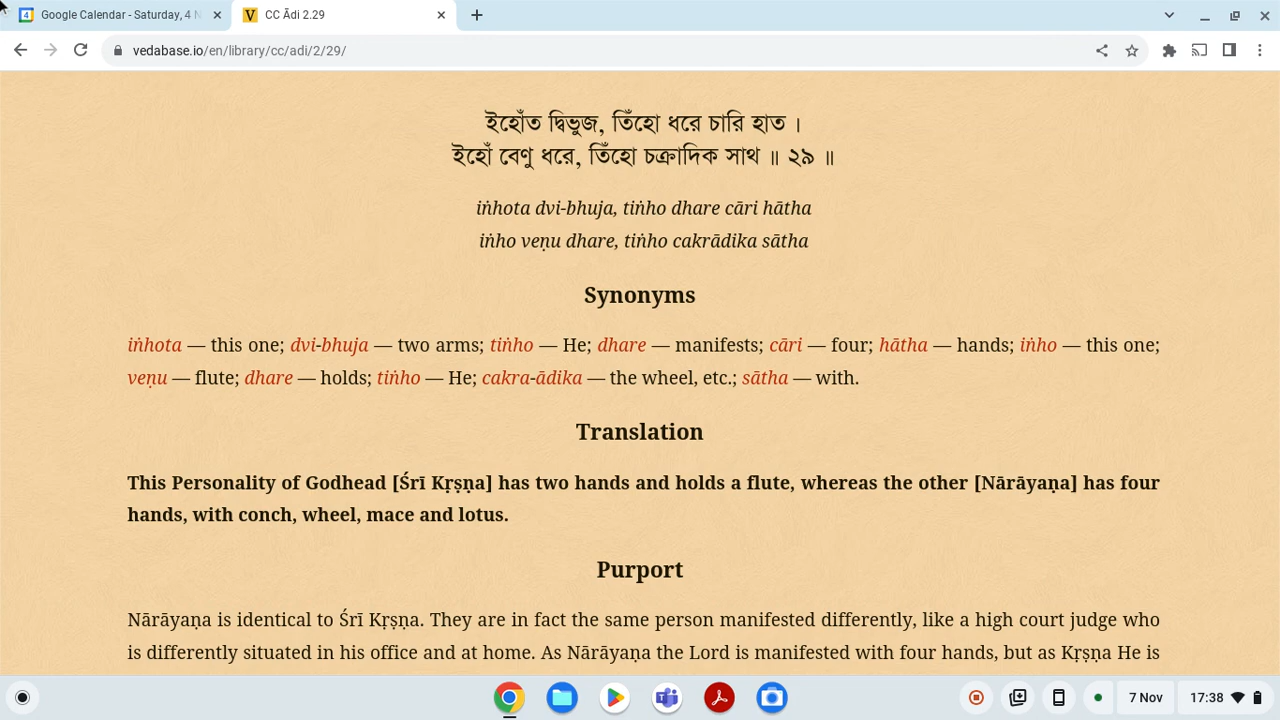 Google Calendar - Saturday, 4 N
CC Ādi 2.29
vedabase.io/en/library/cc/adi/2/29/
ইহোঁত দ্বিভুজ, তিঁহো ধরে চারি হাত ।
ইহোঁ বেণু ধরে, তিঁহো চক্রাদিক সাথ ॥ ২৯ ॥
iṅhota dvi-bhuja, tiṅho dhare cāri hātha
iṅho veṇu dhare, tiṅho cakrādika sātha
Synonyms
iṅhota — this one; dvi-bhuja — two arms; tiṅho — He; dhare — manifests; cāri — four; hātha — hands; iṅho — this one;
veṇu — flute; dhare — holds; tiṅho — He; cakra-ādika — the wheel, etc.; sātha — with.
Translation
This Personality of Godhead [Śrī Kṛṣṇa] has two hands and holds a flute, whereas the other [Nārāyaṇa] has four
hands, with conch, wheel, mace and lotus.
Purport
Nārāyaṇa is identical to Śrī Kṛṣṇa. They are in fact the same person manifested differently, like a high court judge who
is differently situated in his office and at home. As Nārāyaṇa the Lord is manifested with four hands, but as Kṛṣṇa He is
7 Nov
17:38